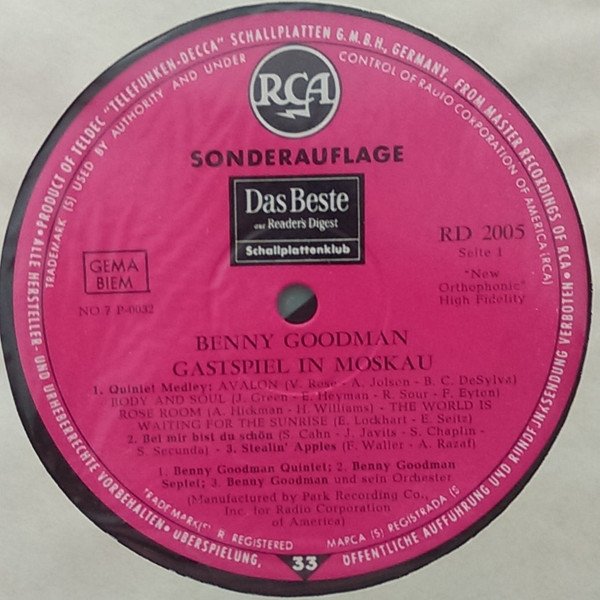 • PRODUCT OF TELDEC "TELEFUNKEN-DECCA" SCHALLPLATTEN G.M.B.H., GERMANY, FROM MASTER RECORDINGS OF RCA •
TRADEMARK (S) USED BY AUTHORITY AND UNDER CONTROL OF RADIO CORPORATION OF AMERICA (RCA)
RCA
SONDERAUFLAGE
Das Beste
aus Reader's Digest
Schallplattenklub
RD 2005
Seite 1
"New
Orthophonic"
High Fidelity
GEMA
BIEM
NO 7 P-0032
BENNY GOODMAN
GASTSPIEL IN MOSKAU
1. Quintet Medley: AVALON (V. Rose - A. Jolson - B. C. DeSylva)
BODY AND SOUL (J. Green - E. Heyman - R. Sour - F. Eyton)
ROSE ROOM (A. Hickman - H. Williams) - THE WORLD IS
WAITING FOR THE SUNRISE (E. Lockhart - E. Seitz)
2. Bei mir bist du schön (S. Cahn - J. Javits - S. Chaplin -
S. Secunda) - 3. Stealin' Apples (F. Waller - A. Razaf)
1. Benny Goodman Quintet; 2. Benny Goodman
Septet; 3. Benny Goodman und sein Orchester
(Manufactured by Park Recording Co.,
Inc. for Radio Corporation
of America)
TRADEMARK(S) ® REGISTERED
MARCA (S) REGISTRADA (S
• ALLE HERSTELLER- UND URHEBERRECHTE VORBEHALTEN • ÜBERSPIELUNG,
33
ÖFFENTLICHE AUFFÜHRUNG UND RUNDFUNKSENDUNG VERBOTEN •